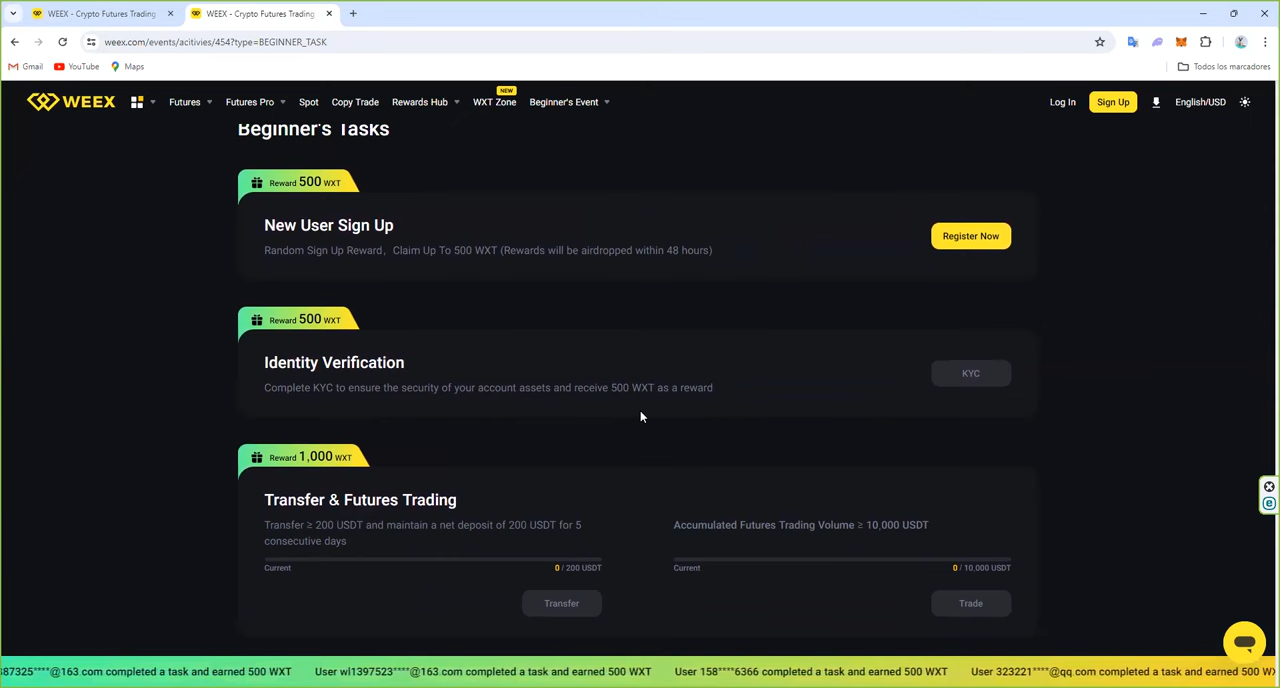 WEEX - Crypto Futures Trading
WEEX - Crypto Futures Trading
weex.com/events/acitivies/454?type=BEGINNER_TASK
Gmail YouTube Maps Todos los marcadores
WEEX Futures Futures Pro Spot Copy Trade Rewards Hub WXT Zone NEW Beginner's Event Log In Sign Up English/USD
Beginner's Tasks
Reward 500 WXT
New User Sign Up
Random Sign Up Reward, Claim Up To 500 WXT (Rewards will be airdropped within 48 hours)
Register Now
Reward 500 WXT
Identity Verification
Complete KYC to ensure the security of your account assets and receive 500 WXT as a reward
KYC
Reward 1,000 WXT
Transfer & Futures Trading
Transfer ≥ 200 USDT and maintain a net deposit of 200 USDT for 5
consecutive days
Current 0 / 200 USDT
Transfer
Accumulated Futures Trading Volume ≥ 10,000 USDT
Current 0 / 10,000 USDT
Trade
387325****@163.com completed a task and earned 500 WXT User wl1397523****@163.com completed a task and earned 500 WXT User 158****6366 completed a task and earned 500 WXT User 323221****@qq.com completed a task and earned 500 WX